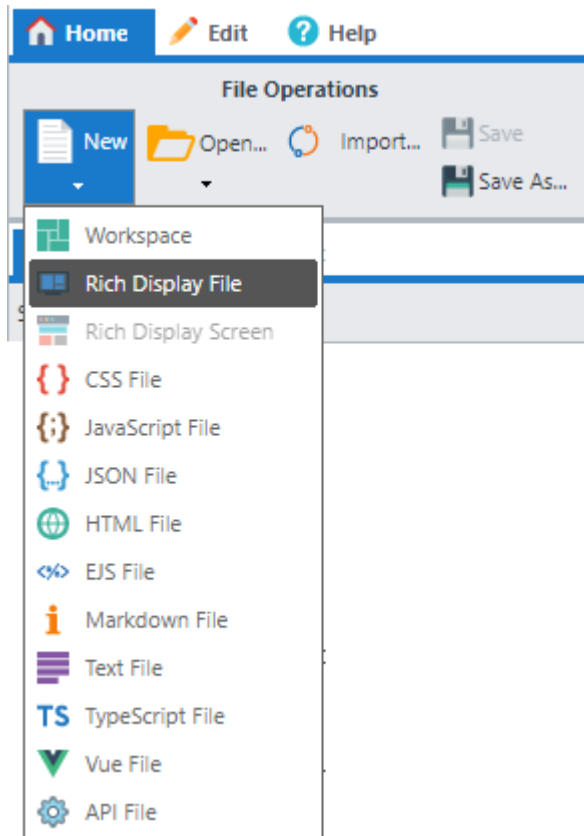 Home Edit Help
File Operations
New Open... Import... Save
Save As...
Workspace
Rich Display File
Rich Display Screen
CSS File
JavaScript File
JSON File
HTML File
EJS File
Markdown File
Text File
TS TypeScript File
Vue File
API File